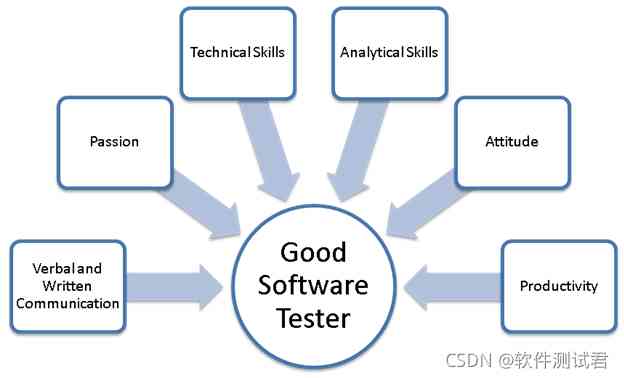 Technical Skills
Analytical Skills
Passion
Attitude
Verbal and
Written
Communication
Good
Software
Tester
Productivity
CSDN @软件测试君